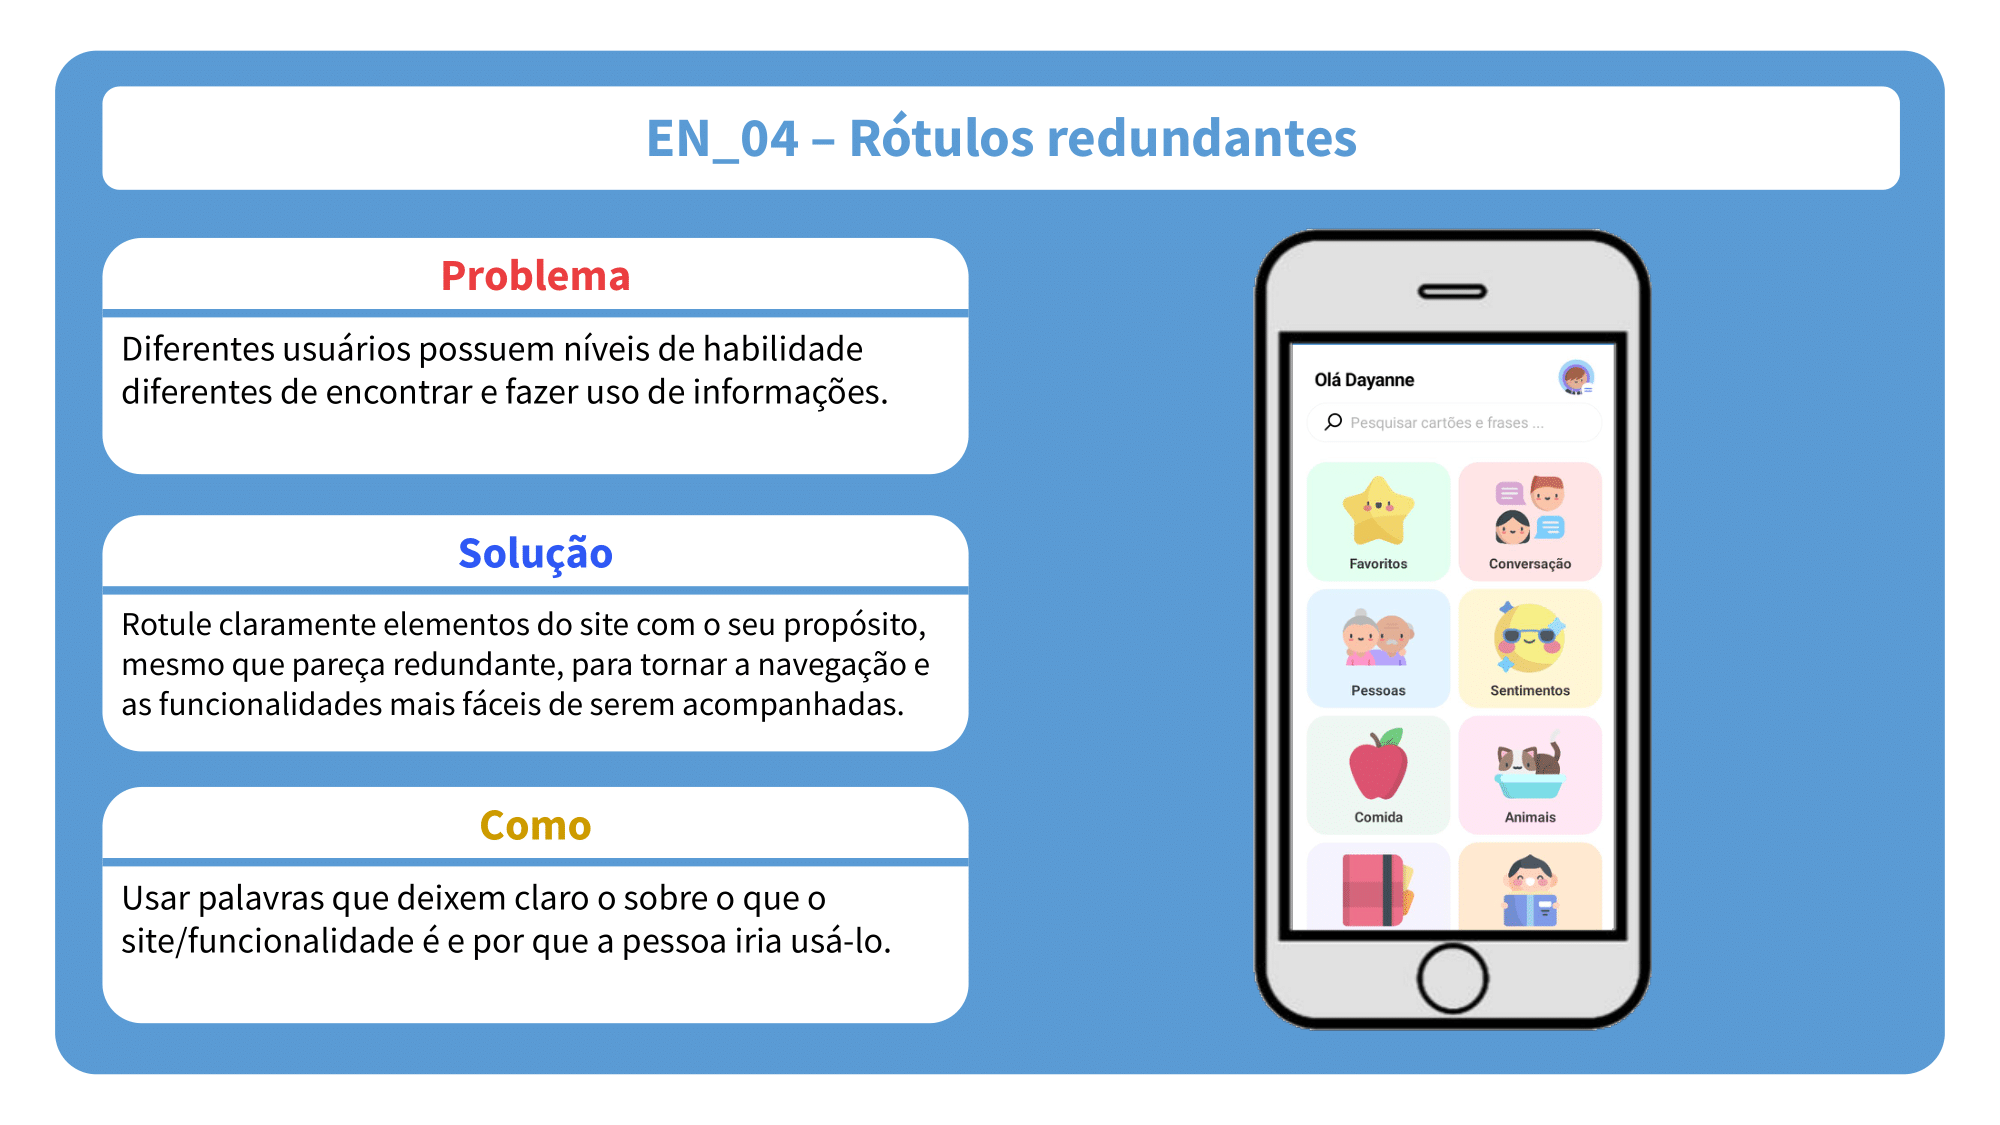 EN_04 – Rótulos redundantes
Problema
Diferentes usuários possuem níveis de habilidade
diferentes de encontrar e fazer uso de informações.
Solução
Rotule claramente elementos do site com o seu propósito,
mesmo que pareça redundante, para tornar a navegação e
as funcionalidades mais fáceis de serem acompanhadas.
Como
Usar palavras que deixem claro o sobre o que o
site/funcionalidade é e por que a pessoa iria usá-lo.
Olá Dayanne
Pesquisar cartões e frases ...
Favoritos
Conversação
Pessoas
Sentimentos
Comida
Animais